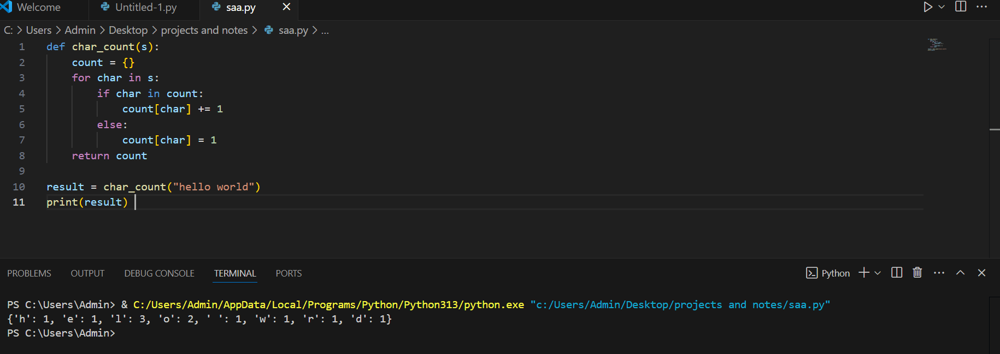 Welcome Untitled-1.py saa.py
C: > Users > Admin > Desktop > projects and notes > saa.py > ...
1 def char_count(s):
2     count = {}
3     for char in s:
4         if char in count:
5             count[char] += 1
6         else:
7             count[char] = 1
8     return count
9
10 result = char_count("hello world")
11 print(result)
PROBLEMS OUTPUT DEBUG CONSOLE TERMINAL PORTS Python
PS C:\Users\Admin> & C:/Users/Admin/AppData/Local/Programs/Python/Python313/python.exe "c:/Users/Admin/Desktop/projects and notes/saa.py"
{'h': 1, 'e': 1, 'l': 3, 'o': 2, ' ': 1, 'w': 1, 'r': 1, 'd': 1}
PS C:\Users\Admin>